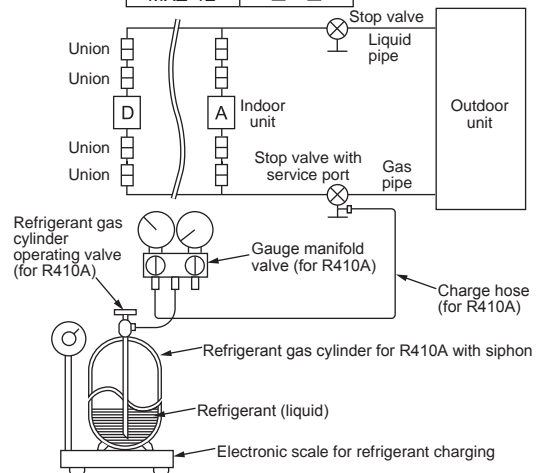 Stop valve
Liquid
pipe
Union
Union
D
A
Indoor
unit
Outdoor
unit
Union
Union
Stop valve with
service port
Gas
pipe
Refrigerant gas
cylinder
operating valve
(for R410A)
Gauge manifold
valve (for R410A)
Charge hose
(for R410A)
Refrigerant gas cylinder for R410A with siphon
Refrigerant (liquid)
Electronic scale for refrigerant charging